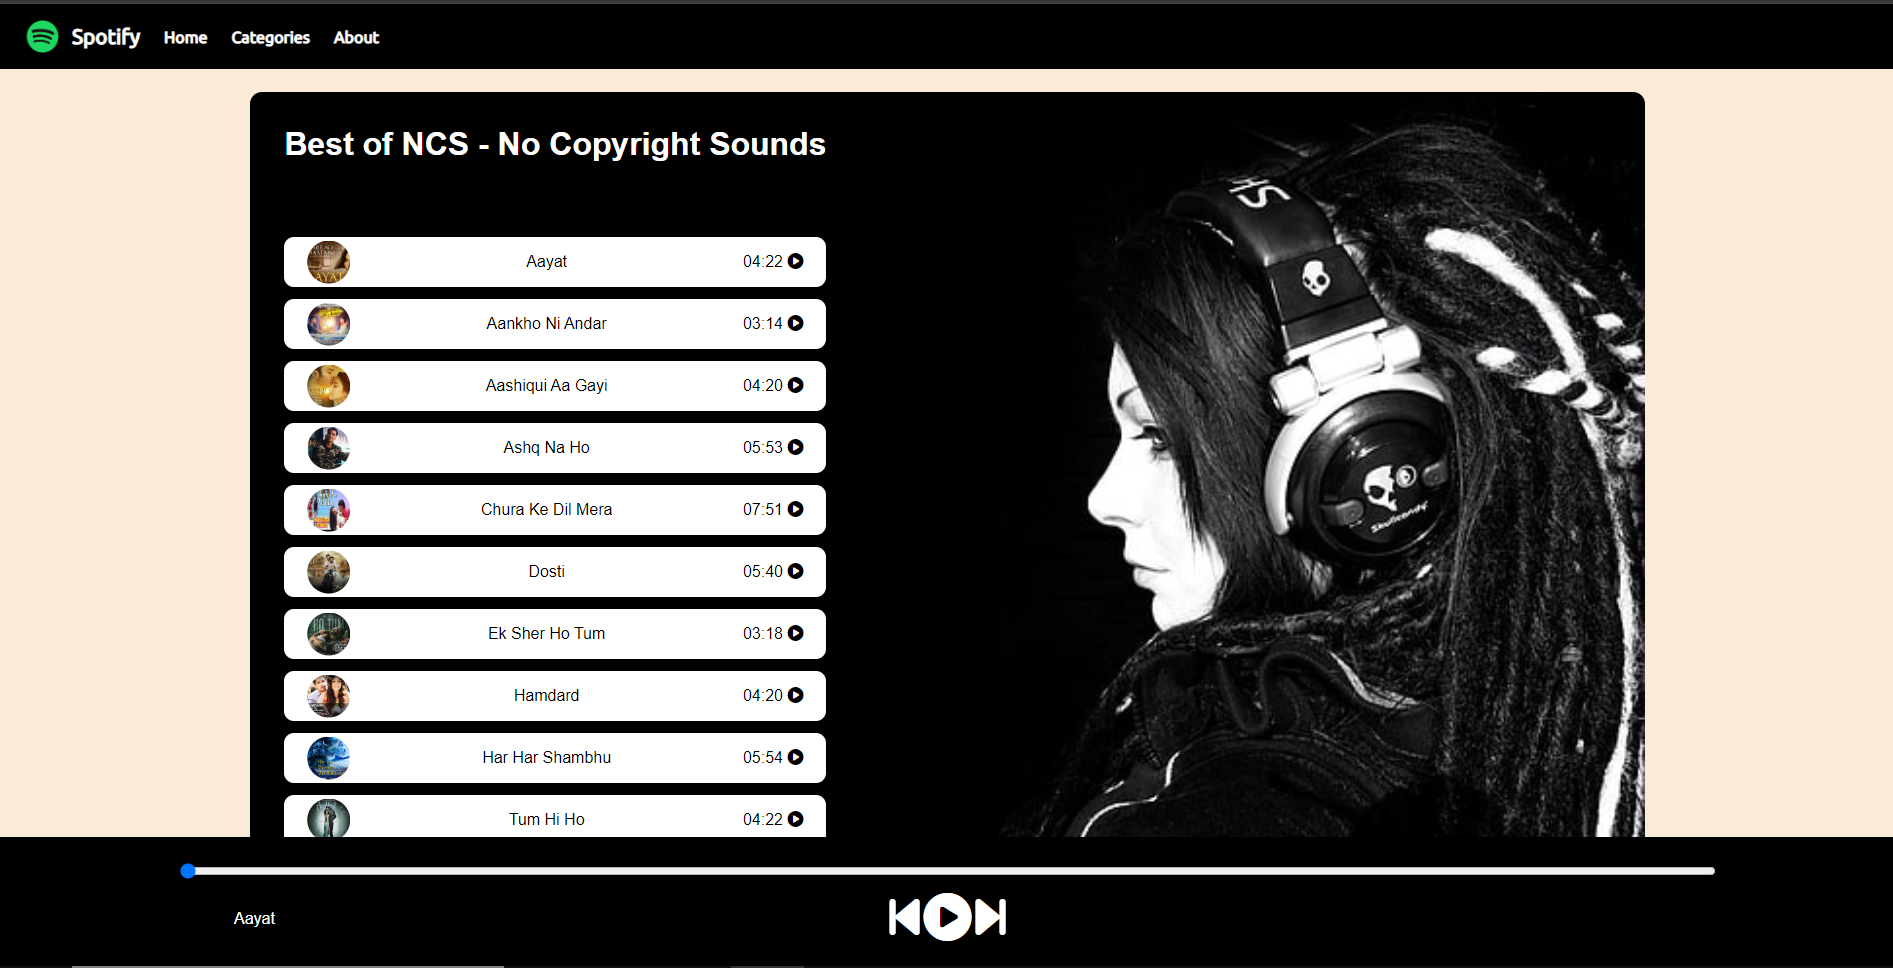 Spotify Home Categories About
Best of NCS - No Copyright Sounds
Aayat 04:22
Aankho Ni Andar 03:14
Aashiqui Aa Gayi 04:20
Ashq Na Ho 05:53
Chura Ke Dil Mera 07:51
Dosti 05:40
Ek Sher Ho Tum 03:18
Hamdard 04:20
Har Har Shambhu 05:54
Tum Hi Ho 04:22
Skullcandy
Aayat